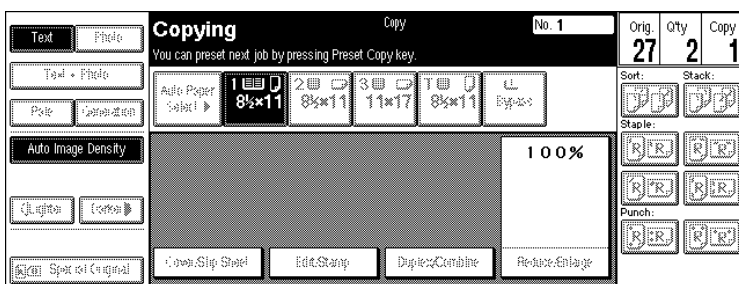 Text Photo
Text • Photo
Pale Generation
Auto Image Density
Lighter Darker
Special Original
Copying
Copy
No. 1
You can preset next job by pressing Preset Copy key.
Auto Paper Select ▶
1 8½×11
2 8½×11
3 11×17
T 8½×11
Bypass
100%
Cover/Slip Sheet Edit/Stamp Duplex/Combine Reduce/Enlarge
Orig. Q'ty Copy
27 2 1
Sort: Stack:
Staple:
R R R R
R R R R
Punch:
R R R R